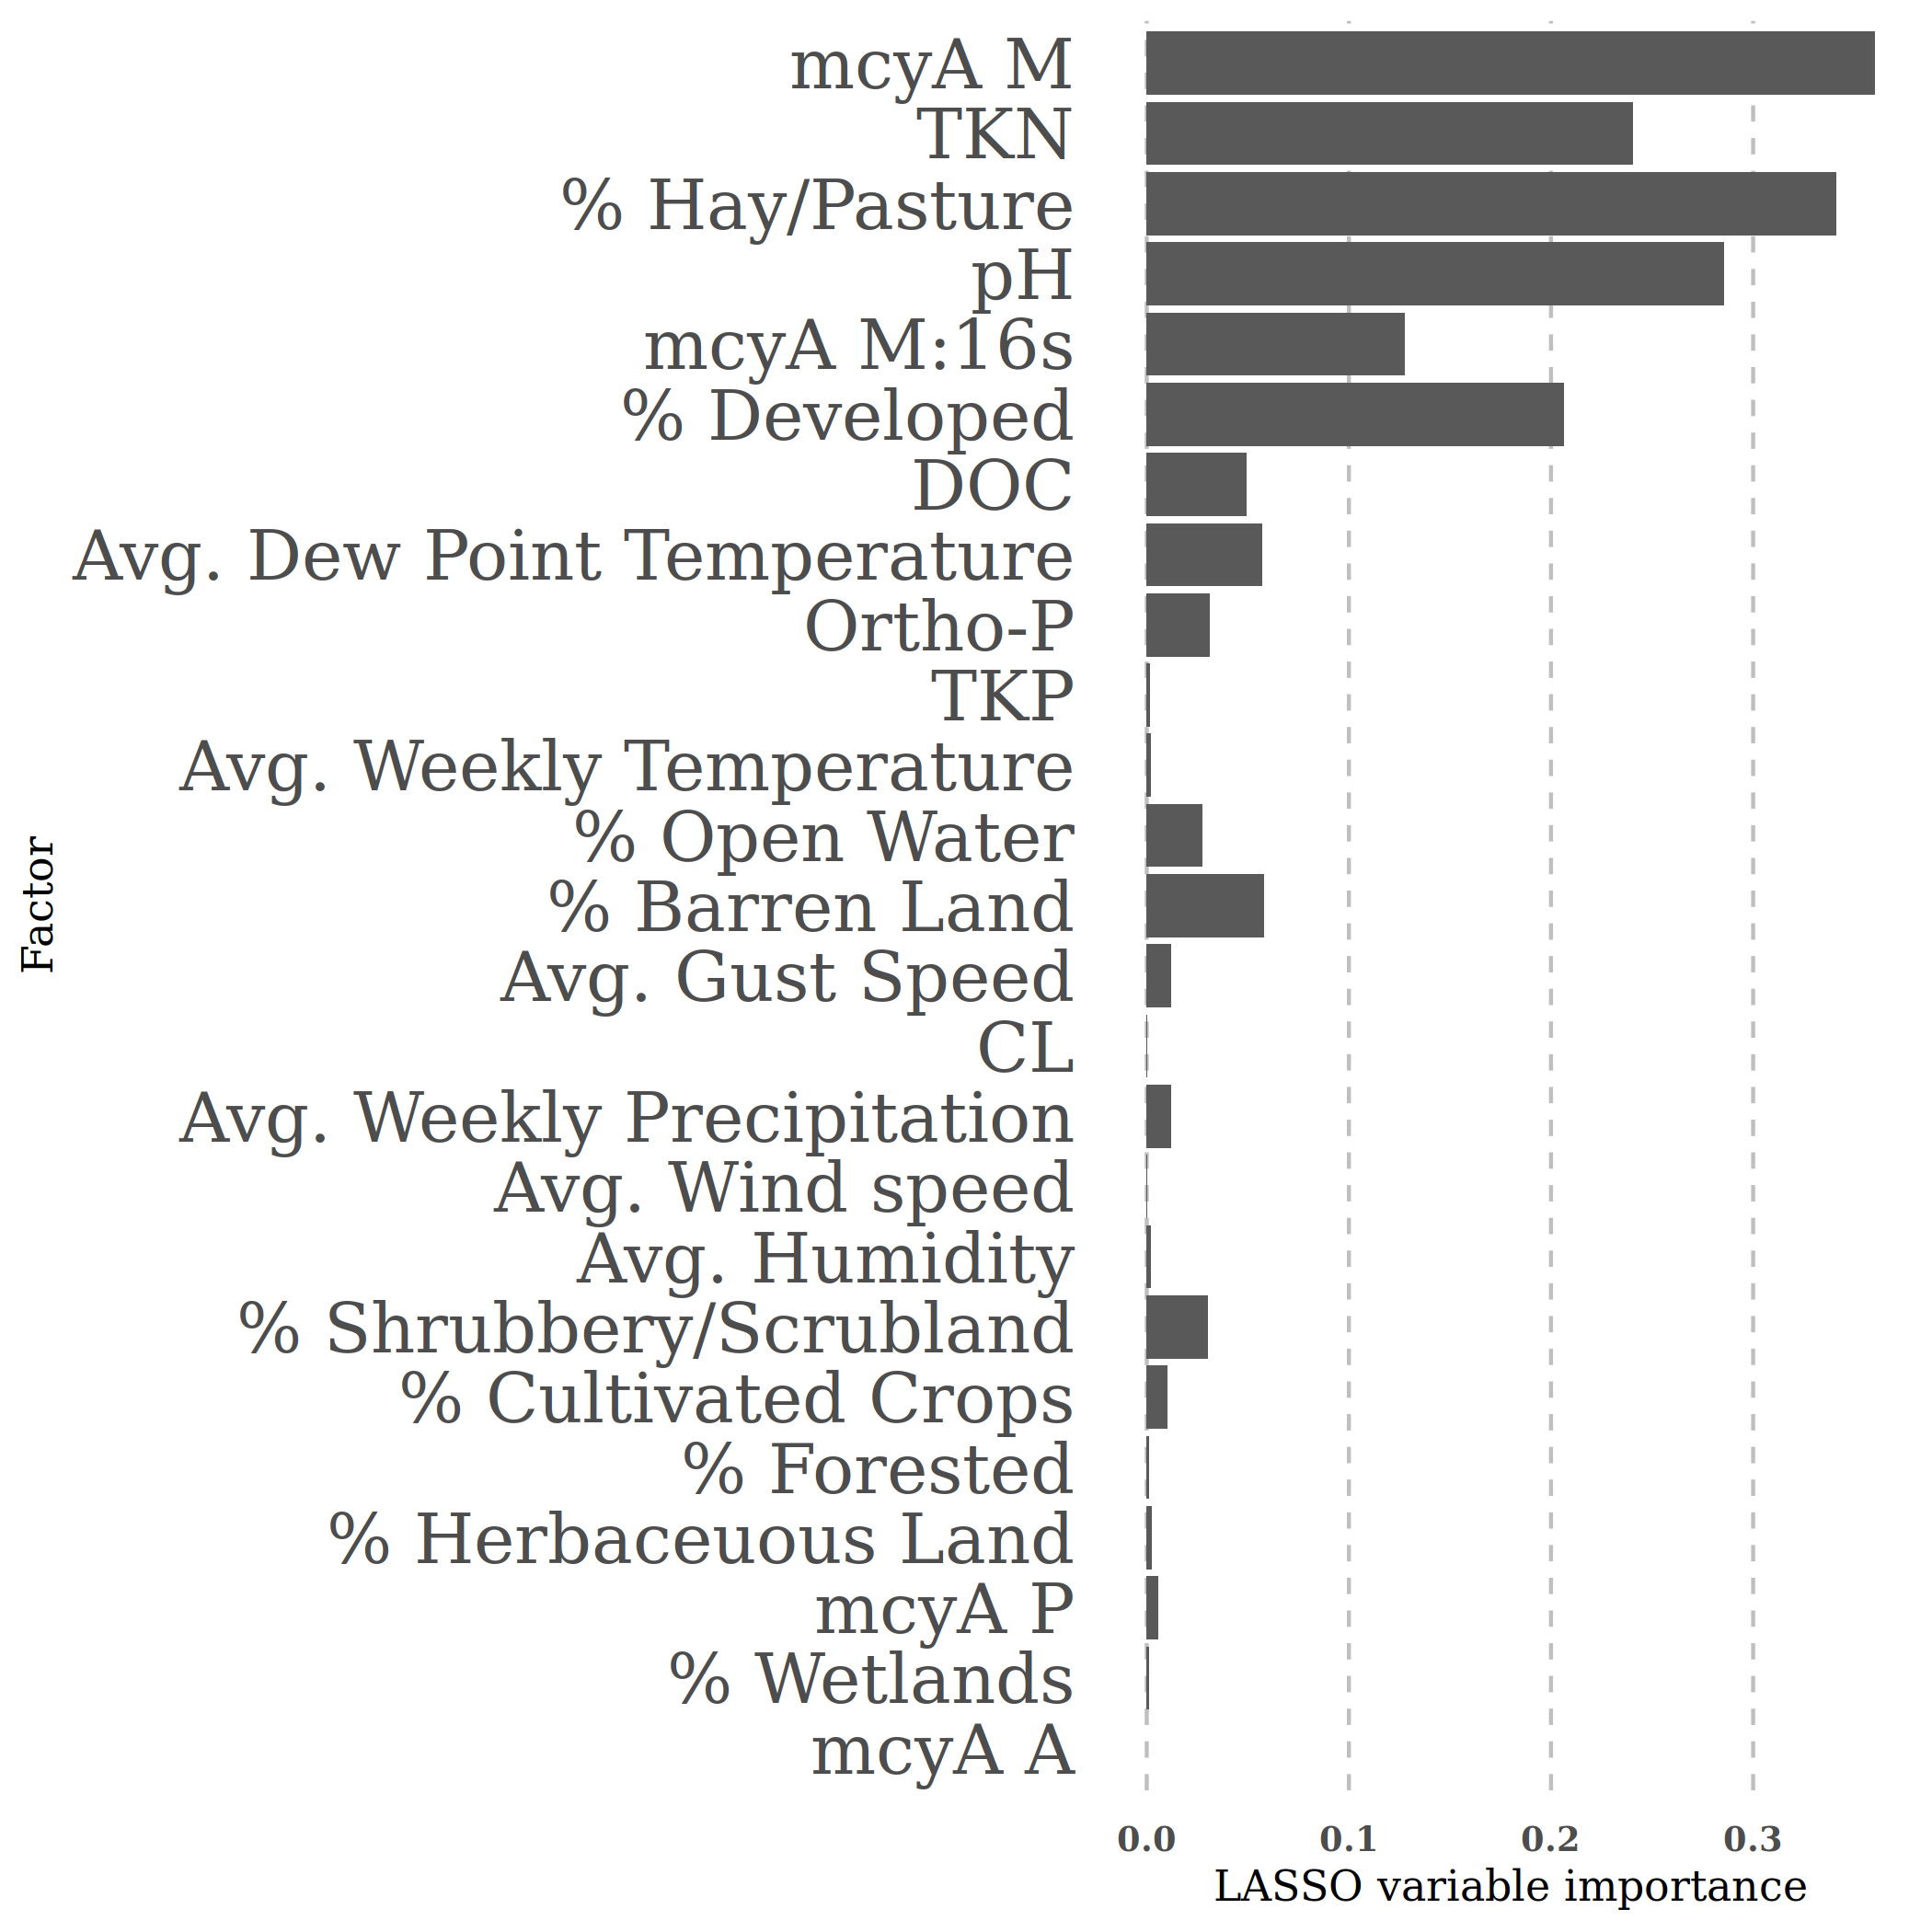 mcyA M
TKN
% Hay/Pasture
pH
mcyA M:16s
% Developed
DOC
Avg. Dew Point Temperature
Ortho-P
TKP
Avg. Weekly Temperature
% Open Water
% Barren Land
Avg. Gust Speed
CL
Avg. Weekly Precipitation
Avg. Wind speed
Avg. Humidity
% Shrubbery/Scrubland
% Cultivated Crops
% Forested
% Herbaceuous Land
mcyA P
% Wetlands
mcyA A
Factor
0.0 0.1 0.2 0.3
LASSO variable importance